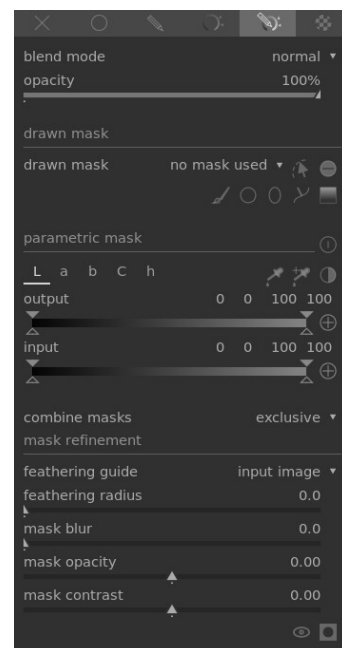 blend mode normal
opacity 100%
drawn mask
drawn mask no mask used
parametric mask
L a b C h
output 0 0 100 100
input 0 0 100 100
combine masks exclusive
mask refinement
feathering guide input image
feathering radius 0.0
mask blur 0.0
mask opacity 0.00
mask contrast 0.00